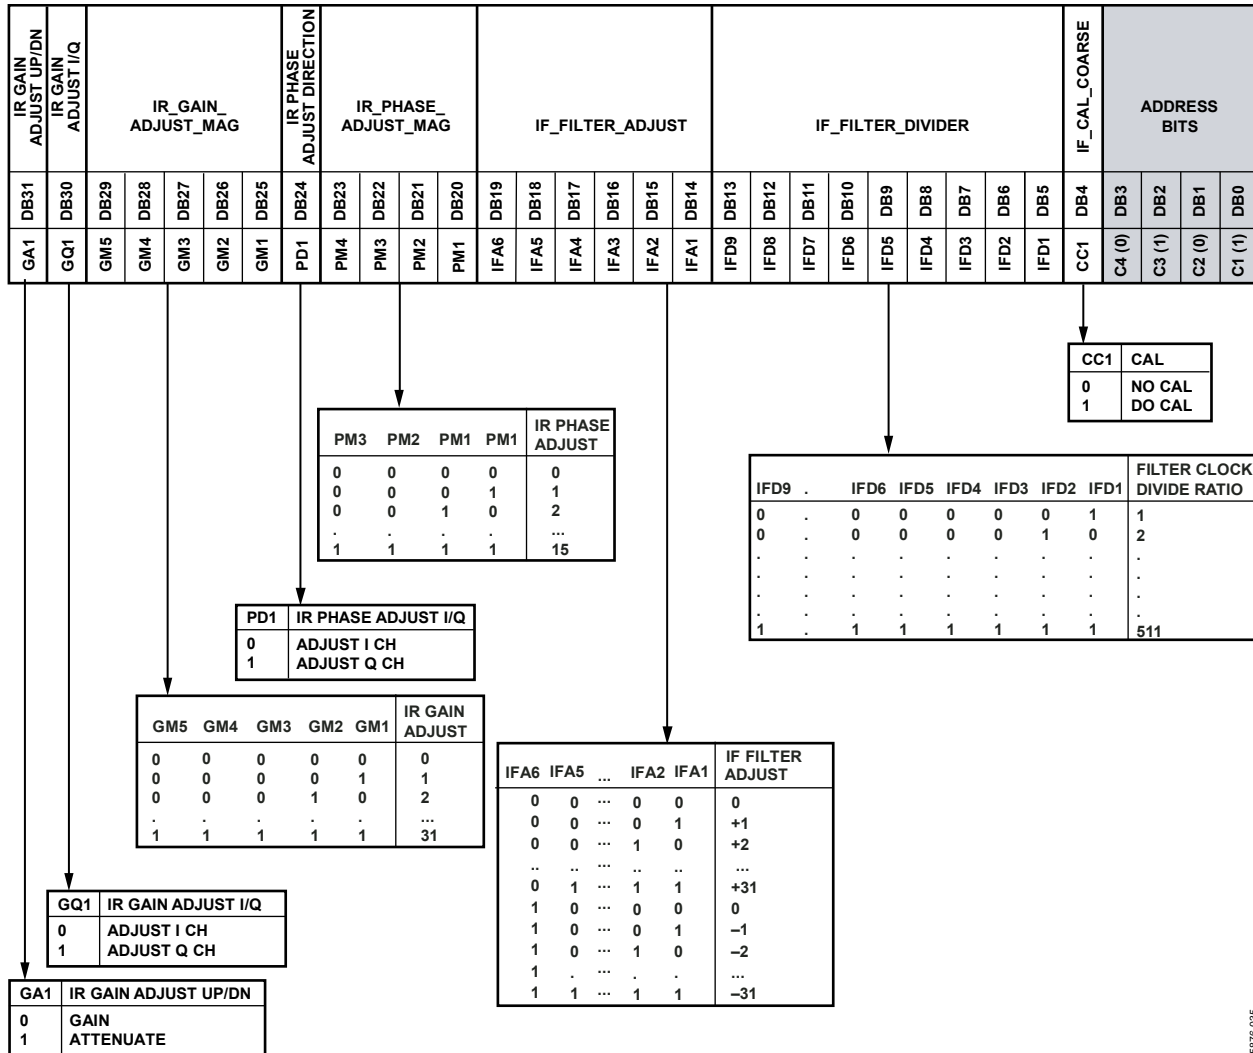 IR GAIN
ADJUST UP/DN
IR GAIN
ADJUST I/Q
IR_GAIN_
ADJUST_MAG
IR PHASE
ADJUST DIRECTION
IR_PHASE_
ADJUST_MAG
IF_FILTER_ADJUST
IF_FILTER_DIVIDER
IF_CAL_COARSE
ADDRESS
BITS
DB31 DB30 DB29 DB28 DB27 DB26 DB25 DB24 DB23 DB22 DB21 DB20 DB19 DB18 DB17 DB16 DB15 DB14 DB13 DB12 DB11 DB10 DB9 DB8 DB7 DB6 DB5 DB4 DB3 DB2 DB1 DB0
GA1 GQ1 GM5 GM4 GM3 GM2 GM1 PD1 PM4 PM3 PM2 PM1 IFA6 IFA5 IFA4 IFA3 IFA2 IFA1 IFD9 IFD8 IFD7 IFD6 IFD5 IFD4 IFD3 IFD2 IFD1 CC1 C4 (0) C3 (1) C2 (0) C1 (1)
CC1 CAL
0 NO CAL
1 DO CAL
PM3 PM2 PM1 PM1 IR PHASE
ADJUST
0 0 0 0 0
0 0 0 1 1
0 0 1 0 2
. . . . ...
1 1 1 1 15
IFD9 . IFD6 IFD5 IFD4 IFD3 IFD2 IFD1 FILTER CLOCK
DIVIDE RATIO
0 . 0 0 0 0 0 1 1
0 . 0 0 0 0 1 0 2
. . . . . . . . .
. . . . . . . . .
. . . . . . . . .
. . . . . . . . .
1 . 1 1 1 1 1 1 511
PD1 IR PHASE ADJUST I/Q
0 ADJUST I CH
1 ADJUST Q CH
GM5 GM4 GM3 GM2 GM1 IR GAIN
ADJUST
0 0 0 0 0 0
0 0 0 0 1 1
0 0 0 1 0 2
. . . . . ...
1 1 1 1 1 31
IFA6 IFA5 ... IFA2 IFA1 IF FILTER
ADJUST
0 0 ... 0 0 0
0 0 ... 0 1 +1
0 0 ... 1 0 +2
.. .. ... .. .. ...
0 1 ... 1 1 +31
1 0 ... 0 0 0
1 0 ... 0 1 –1
1 0 ... 1 0 –2
1 . ... . . ...
1 1 ... 1 1 –31
GQ1 IR GAIN ADJUST I/Q
0 ADJUST I CH
1 ADJUST Q CH
GA1 IR GAIN ADJUST UP/DN
0 GAIN
1 ATTENUATE